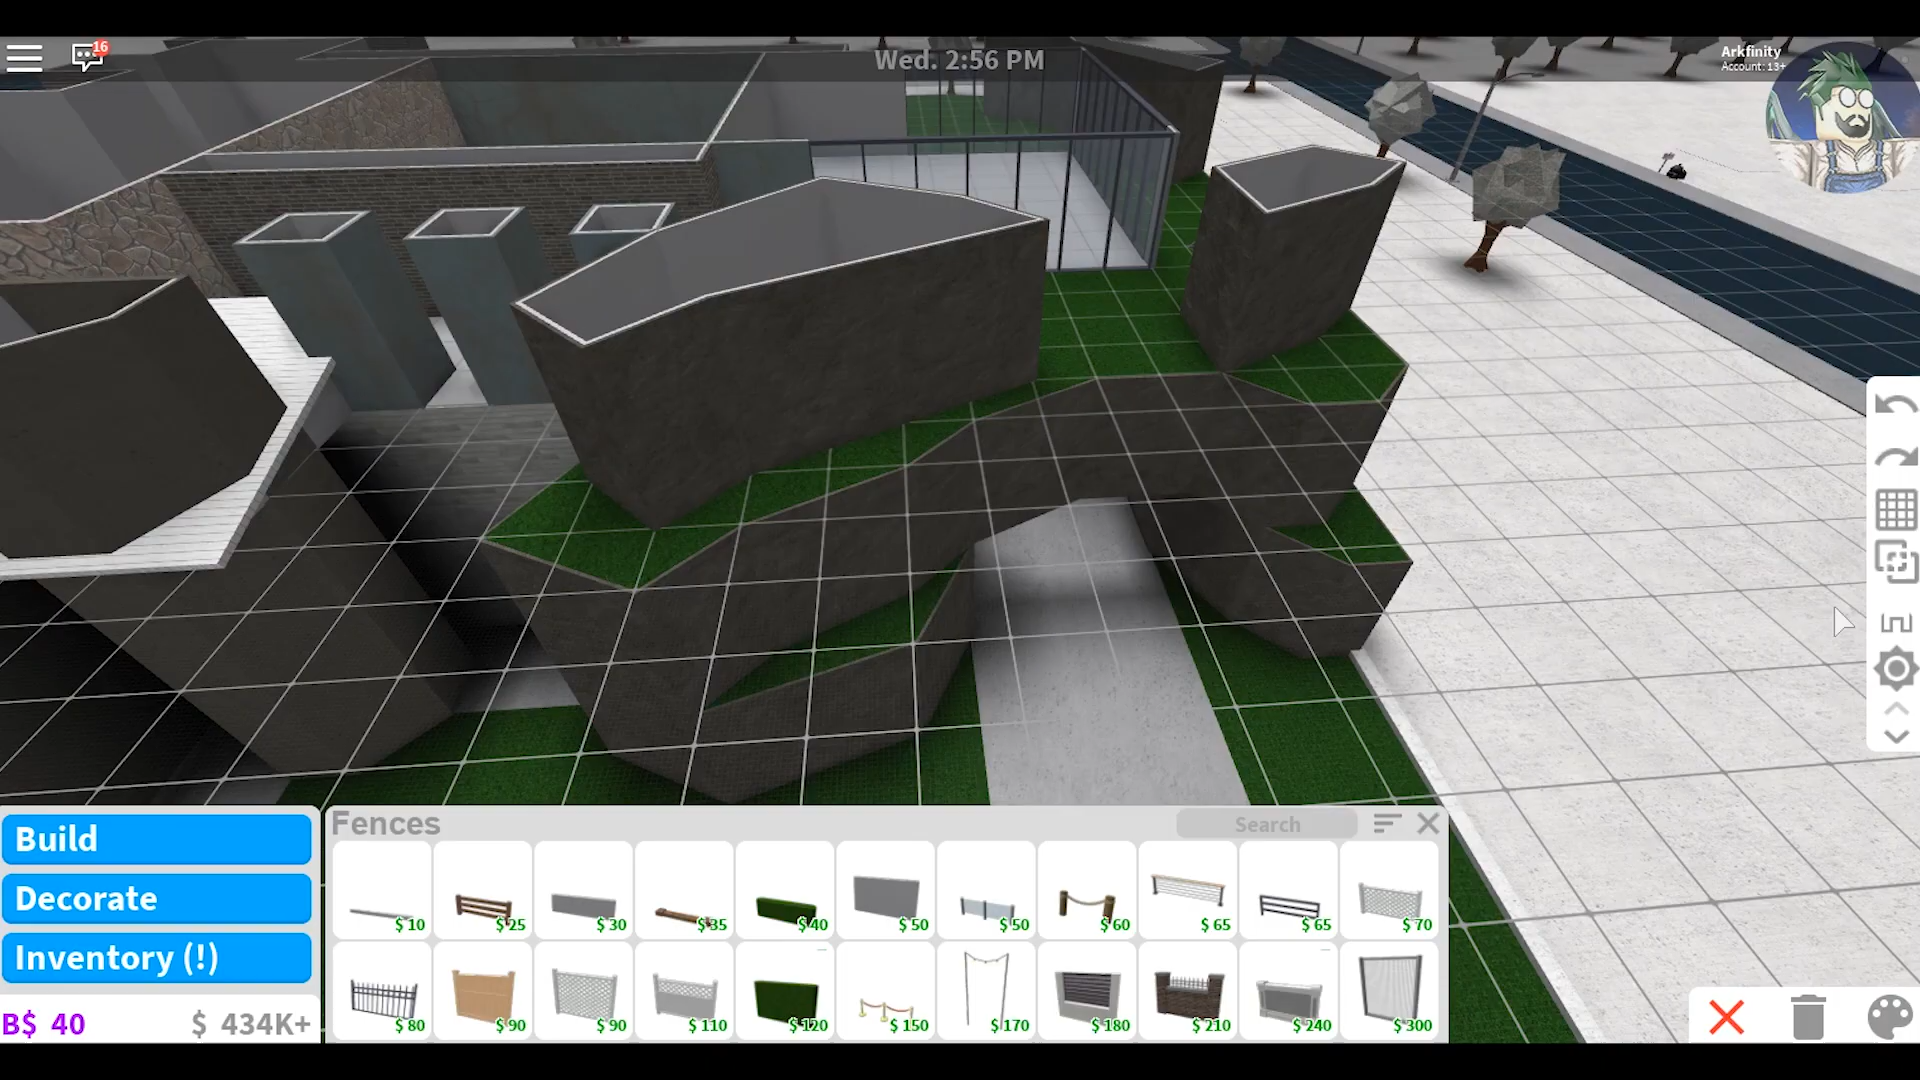 16
Wed. 2:56 PM
Arkfinity
Account: 13+
Build
Decorate
Inventory (!)
B$ 40
$ 434K+
Fences
Search
$ 10
$ 25
$ 30
$ 35
$ 40
$ 50
$ 50
$ 60
$ 65
$ 65
$ 70
$ 80
$ 90
$ 90
$ 110
$ 120
$ 150
$ 170
$ 180
$ 210
$ 240
$ 300